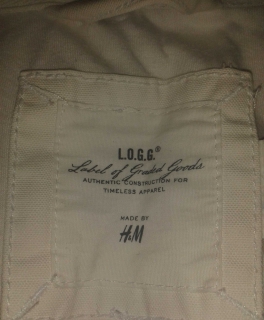 L.O.G.G.®
Label of Graded Goods
AUTHENTIC CONSTRUCTION FOR
TIMELESS APPAREL
MADE BY
H&M